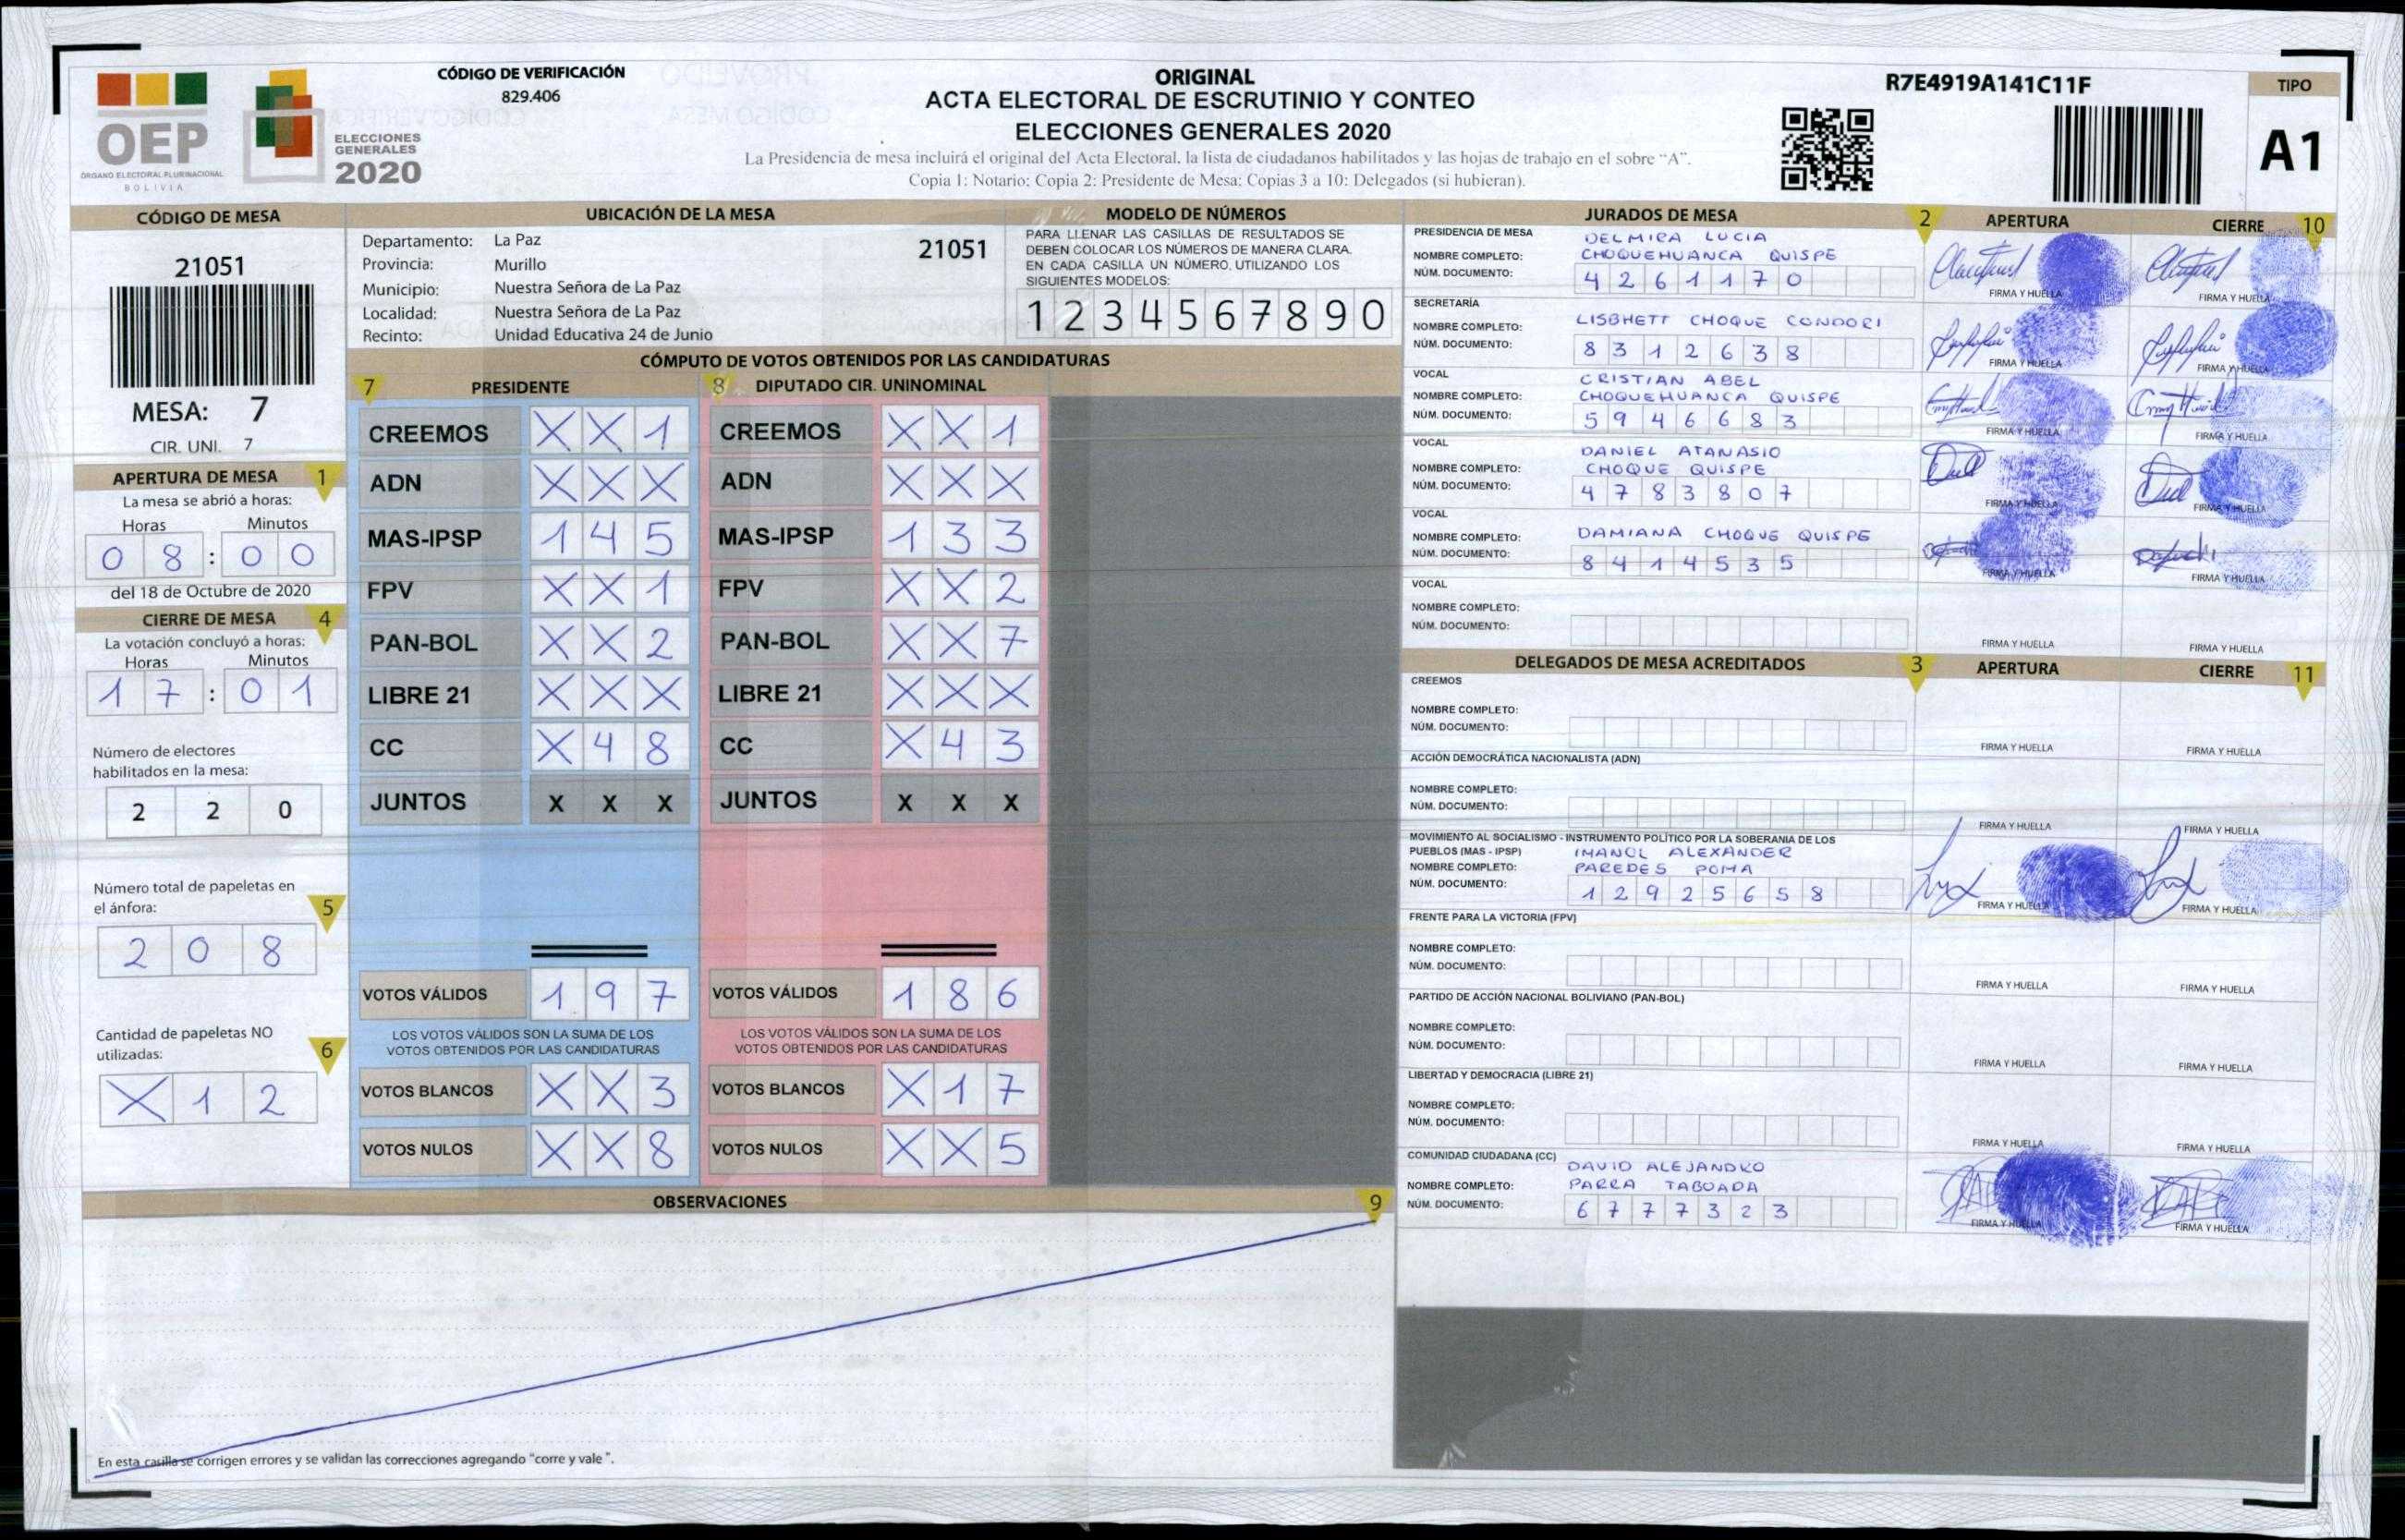 OEP
ÓRGANO ELECTORAL PLURINACIONAL
BOLIVIA
ELECCIONES
GENERALES
2020
CÓDIGO DE VERIFICACIÓN
829.406
ORIGINAL
ACTA ELECTORAL DE ESCRUTINIO Y CONTEO
ELECCIONES GENERALES 2020
La Presidencia de mesa incluirá el original del Acta Electoral, la lista de ciudadanos habilitados y las hojas de trabajo en el sobre "A".
Copia 1: Notario; Copia 2: Presidente de Mesa; Copias 3 a 10: Delegados (si hubieran).
R7E4919A141C11F
TIPO
A1
CÓDIGO DE MESA
21051
MESA: 7
CIR. UNI. 7
APERTURA DE MESA 1
La mesa se abrió a horas:
Horas Minutos
0 8 : 0 0
del 18 de Octubre de 2020
CIERRE DE MESA 4
La votación concluyó a horas:
Horas Minutos
1 7 : 0 1
Número de electores
habilitados en la mesa:
2 2 0
Número total de papeletas en
el ánfora: 5
2 0 8
Cantidad de papeletas NO
utilizadas: 6
X 1 2
UBICACIÓN DE LA MESA
Departamento: La Paz 21051
Provincia: Murillo
Municipio: Nuestra Señora de La Paz
Localidad: Nuestra Señora de La Paz
Recinto: Unidad Educativa 24 de Junio
MODELO DE NÚMEROS
PARA LLENAR LAS CASILLAS DE RESULTADOS SE
DEBEN COLOCAR LOS NÚMEROS DE MANERA CLARA.
EN CADA CASILLA UN NÚMERO, UTILIZANDO LOS
SIGUIENTES MODELOS:
1 2 3 4 5 6 7 8 9 0
CÓMPUTO DE VOTOS OBTENIDOS POR LAS CANDIDATURAS
7 PRESIDENTE 8 DIPUTADO CIR. UNINOMINAL
CREEMOS X X 1 CREEMOS X X 1
ADN X X X ADN X X X
MAS-IPSP 1 4 5 MAS-IPSP 1 3 3
FPV X X 1 FPV X X 2
PAN-BOL X X 2 PAN-BOL X X 7
LIBRE 21 X X X LIBRE 21 X X X
CC X 4 8 CC X 4 3
JUNTOS X X X JUNTOS X X X
VOTOS VÁLIDOS 1 9 7 VOTOS VÁLIDOS 1 8 6
LOS VOTOS VÁLIDOS SON LA SUMA DE LOS LOS VOTOS VÁLIDOS SON LA SUMA DE LOS
VOTOS OBTENIDOS POR LAS CANDIDATURAS VOTOS OBTENIDOS POR LAS CANDIDATURAS
VOTOS BLANCOS X X 3 VOTOS BLANCOS X 1 7
VOTOS NULOS X X 8 VOTOS NULOS X X 5
OBSERVACIONES 9
En esta casilla se corrigen errores y se validan las correcciones agregando "corre y vale".
JURADOS DE MESA 2 APERTURA CIERRE 10
PRESIDENCIA DE MESA DELMIRA LUCIA
NOMBRE COMPLETO: CHOQUEHUANCA QUISPE
NÚM. DOCUMENTO: 4 2 6 1 1 7 0
FIRMA Y HUELLA FIRMA Y HUELLA
SECRETARÍA
NOMBRE COMPLETO: LISBHETT CHOQUE CONDORI
NÚM. DOCUMENTO: 8 3 1 2 6 3 8
FIRMA Y HUELLA FIRMA Y HUELLA
VOCAL CRISTIAN ABEL
NOMBRE COMPLETO: CHOQUEHUANCA QUISPE
NÚM. DOCUMENTO: 5 9 4 6 6 8 3
FIRMA Y HUELLA FIRMA Y HUELLA
VOCAL DANIEL ATANASIO
NOMBRE COMPLETO: CHOQUE QUISPE
NÚM. DOCUMENTO: 4 7 8 3 8 0 7
FIRMA Y HUELLA FIRMA Y HUELLA
VOCAL
NOMBRE COMPLETO: DAMIANA CHOQUE QUISPE
NÚM. DOCUMENTO: 8 4 1 4 5 3 5
FIRMA Y HUELLA FIRMA Y HUELLA
VOCAL
NOMBRE COMPLETO:
NÚM. DOCUMENTO:
FIRMA Y HUELLA FIRMA Y HUELLA
DELEGADOS DE MESA ACREDITADOS 3 APERTURA CIERRE 11
CREEMOS
NOMBRE COMPLETO:
NÚM. DOCUMENTO:
FIRMA Y HUELLA FIRMA Y HUELLA
ACCIÓN DEMOCRÁTICA NACIONALISTA (ADN)
NOMBRE COMPLETO:
NÚM. DOCUMENTO:
FIRMA Y HUELLA FIRMA Y HUELLA
MOVIMIENTO AL SOCIALISMO - INSTRUMENTO POLÍTICO POR LA SOBERANIA DE LOS
PUEBLOS (MAS - IPSP) IMANOL ALEXANDER
NOMBRE COMPLETO: PAREDES POMA
NÚM. DOCUMENTO: 1 2 9 2 5 6 5 8
FIRMA Y HUELLA FIRMA Y HUELLA
FRENTE PARA LA VICTORIA (FPV)
NOMBRE COMPLETO:
NÚM. DOCUMENTO:
FIRMA Y HUELLA FIRMA Y HUELLA
PARTIDO DE ACCIÓN NACIONAL BOLIVIANO (PAN-BOL)
NOMBRE COMPLETO:
NÚM. DOCUMENTO:
FIRMA Y HUELLA FIRMA Y HUELLA
LIBERTAD Y DEMOCRACIA (LIBRE 21)
NOMBRE COMPLETO:
NÚM. DOCUMENTO:
FIRMA Y HUELLA FIRMA Y HUELLA
COMUNIDAD CIUDADANA (CC) DAVID ALEJANDRO
NOMBRE COMPLETO: PARRA TABOADA
NÚM. DOCUMENTO: 6 7 7 7 3 2 3
FIRMA Y HUELLA FIRMA Y HUELLA